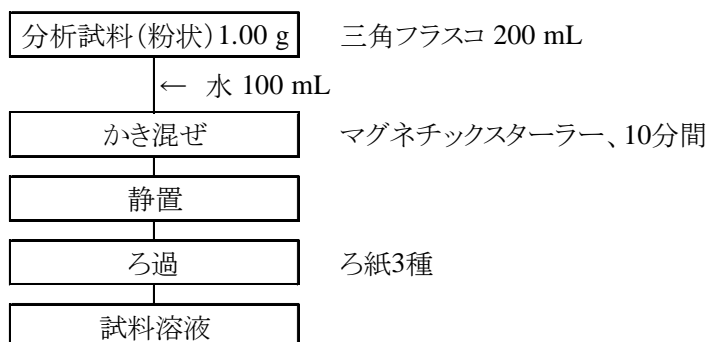 分析試料(粉状)1.00 g 三角フラスコ 200 mL
← 水 100 mL
かき混ぜ マグネチックスターラー、10分間
静置
ろ過 ろ紙3種
試料溶液